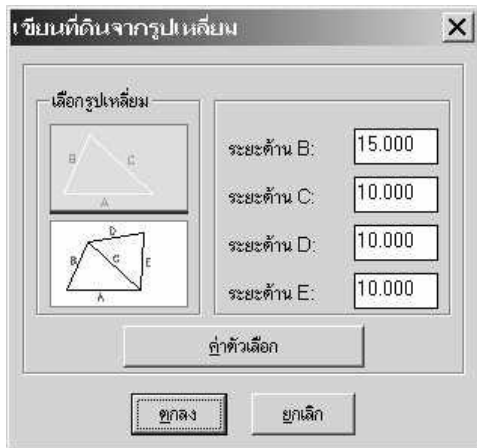 เขียนที่ดินจากรูปเหลี่ยม
เลือกรูปเหลี่ยม
B
C
A
D
B
C
E
A
ระยะด้าน B: 15.000
ระยะด้าน C: 10.000
ระยะด้าน D: 10.000
ระยะด้าน E: 10.000
ค่าตัวเลือก
ตกลง
ยกเลิก